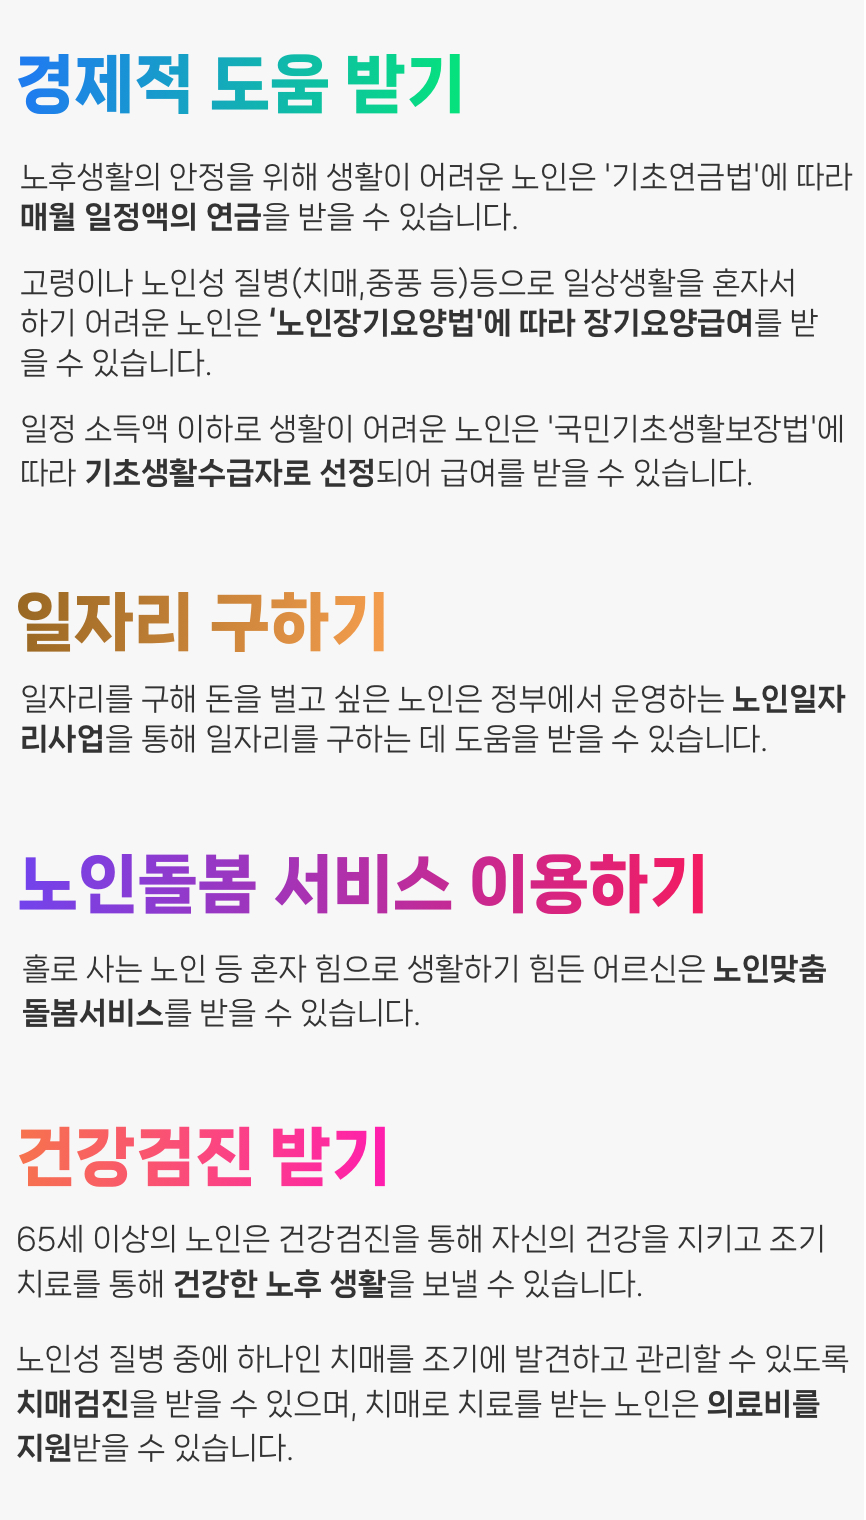 경제적 도움 받기
노후생활의 안정을 위해 생활이 어려운 노인은 '기초연금법'에 따라
매월 일정액의 연금을 받을 수 있습니다.
고령이나 노인성 질병(치매,중풍 등)등으로 일상생활을 혼자서
하기 어려운 노인은 ‘노인장기요양법'에 따라 장기요양급여를 받
을 수 있습니다.
일정 소득액 이하로 생활이 어려운 노인은 '국민기초생활보장법'에
따라 기초생활수급자로 선정되어 급여를 받을 수 있습니다.
일자리 구하기
일자리를 구해 돈을 벌고 싶은 노인은 정부에서 운영하는 노인일자
리사업을 통해 일자리를 구하는 데 도움을 받을 수 있습니다.
노인돌봄 서비스 이용하기
홀로 사는 노인 등 혼자 힘으로 생활하기 힘든 어르신은 노인맞춤
돌봄서비스를 받을 수 있습니다.
건강검진 받기
65세 이상의 노인은 건강검진을 통해 자신의 건강을 지키고 조기
치료를 통해 건강한 노후 생활을 보낼 수 있습니다.
노인성 질병 중에 하나인 치매를 조기에 발견하고 관리할 수 있도록
치매검진을 받을 수 있으며, 치매로 치료를 받는 노인은 의료비를
지원받을 수 있습니다.